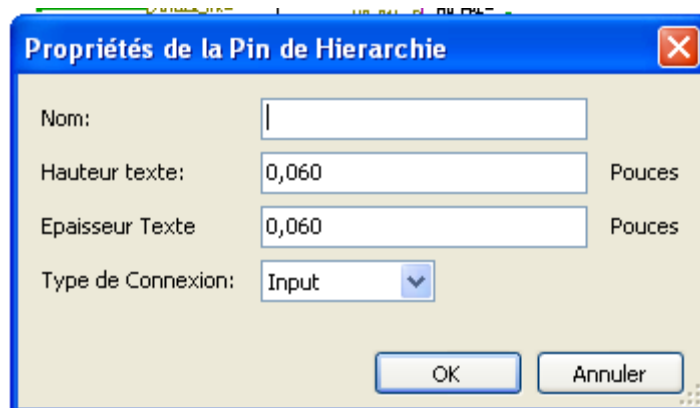 Propriétés de la Pin de Hierarchie
Nom:
Hauteur texte: 0,060 Pouces
Epaisseur Texte 0,060 Pouces
Type de Connexion: Input
OK Annuler